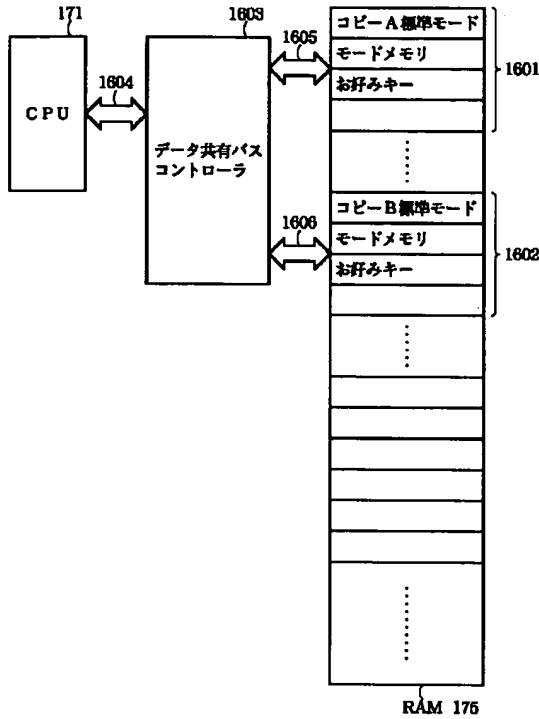 171
CPU
1604
1603
データ共有バス
コントローラ
1605
コピーA標準モード
モードメモリ
お好みキー
1601
1606
コピーB標準モード
モードメモリ
お好みキー
1602
RAM 175